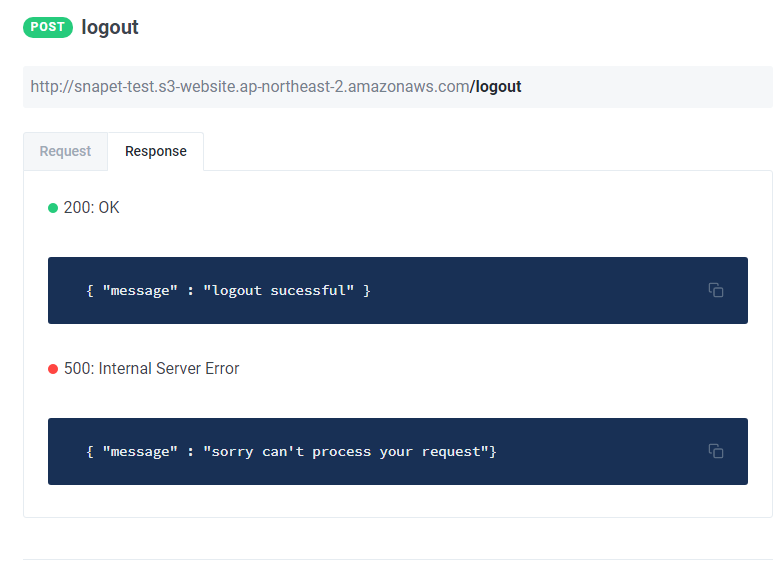 POST logout
http://snapet-test.s3-website.ap-northeast-2.amazonaws.com/logout
Request Response
200: OK
{ "message" : "logout sucessful" }
500: Internal Server Error
{ "message" : "sorry can't process your request"}